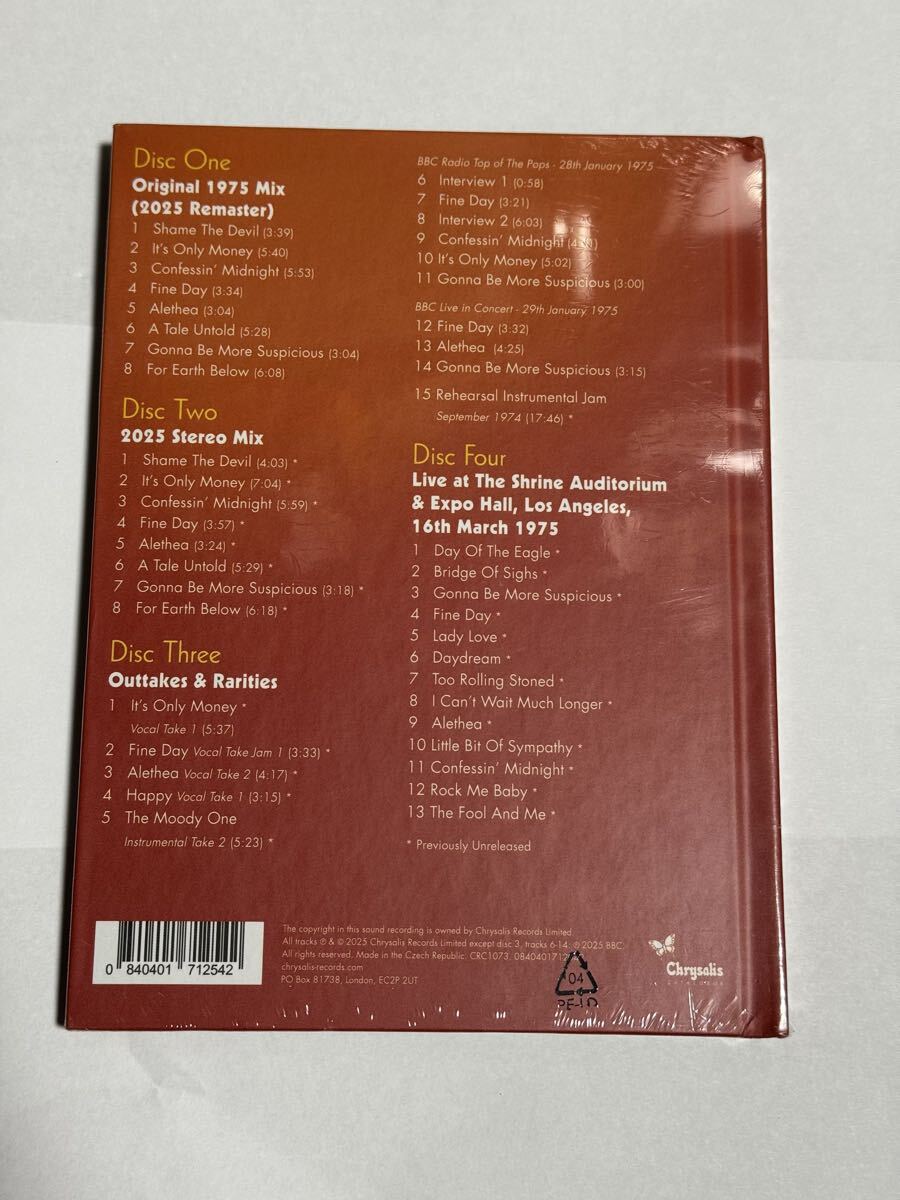 Disc One
Original 1975 Mix
(2025 Remaster)
1 Shame The Devil (3:39)
2 It's Only Money (5:40)
3 Confessin' Midnight (5:53)
4 Fine Day (3:34)
5 Alethea (3:04)
6 A Tale Untold (5:28)
7 Gonna Be More Suspicious (3:04)
8 For Earth Below (6:08)
Disc Two
2025 Stereo Mix
1 Shame The Devil (4:03) *
2 It's Only Money (7:04) *
3 Confessin' Midnight (5:59) *
4 Fine Day (3:57) *
5 Alethea (3:24) *
6 A Tale Untold (5:29) *
7 Gonna Be More Suspicious (3:18) *
8 For Earth Below (6:18) *
Disc Three
Outtakes & Rarities
1 It's Only Money *
Vocal Take 1 (5:37)
2 Fine Day Vocal Take Jam 1 (3:33) *
3 Alethea Vocal Take 2 (4:17) *
4 Happy Vocal Take 1 (3:15) *
5 The Moody One
Instrumental Take 2 (5:23) *
BBC Radio Top of The Pops - 28th January 1975
6 Interview 1 (0:58)
7 Fine Day (3:21)
8 Interview 2 (6:03)
9 Confessin' Midnight
10 It's Only Money (5:02)
11 Gonna Be More Suspicious (3:00)
BBC Live in Concert - 29th January 1975
12 Fine Day (3:32)
13 Alethea (4:25)
14 Gonna Be More Suspicious (3:15)
15 Rehearsal Instrumental Jam
September 1974 (17:46) *
Disc Four
Live at The Shrine Auditorium
& Expo Hall, Los Angeles,
16th March 1975
1 Day Of The Eagle *
2 Bridge Of Sighs *
3 Gonna Be More Suspicious *
4 Fine Day *
5 Lady Love *
6 Daydream *
7 Too Rolling Stoned *
8 I Can't Wait Much Longer *
9 Alethea *
10 Little Bit Of Sympathy *
11 Confessin' Midnight *
12 Rock Me Baby *
13 The Fool And Me *
* Previously Unreleased
0 840401 712542
The copyright in this sound recording is owned by Chrysalis Records Limited.
All tracks ℗ & © 2025 Chrysalis Records Limited except disc 3, tracks 6-14: ℗ 2025 BBC.
All rights reserved. Made in the Czech Republic. CRC1073.
chrysalis-records.com
PO Box 81738, London, EC2P 2UT
04
Chrysalis